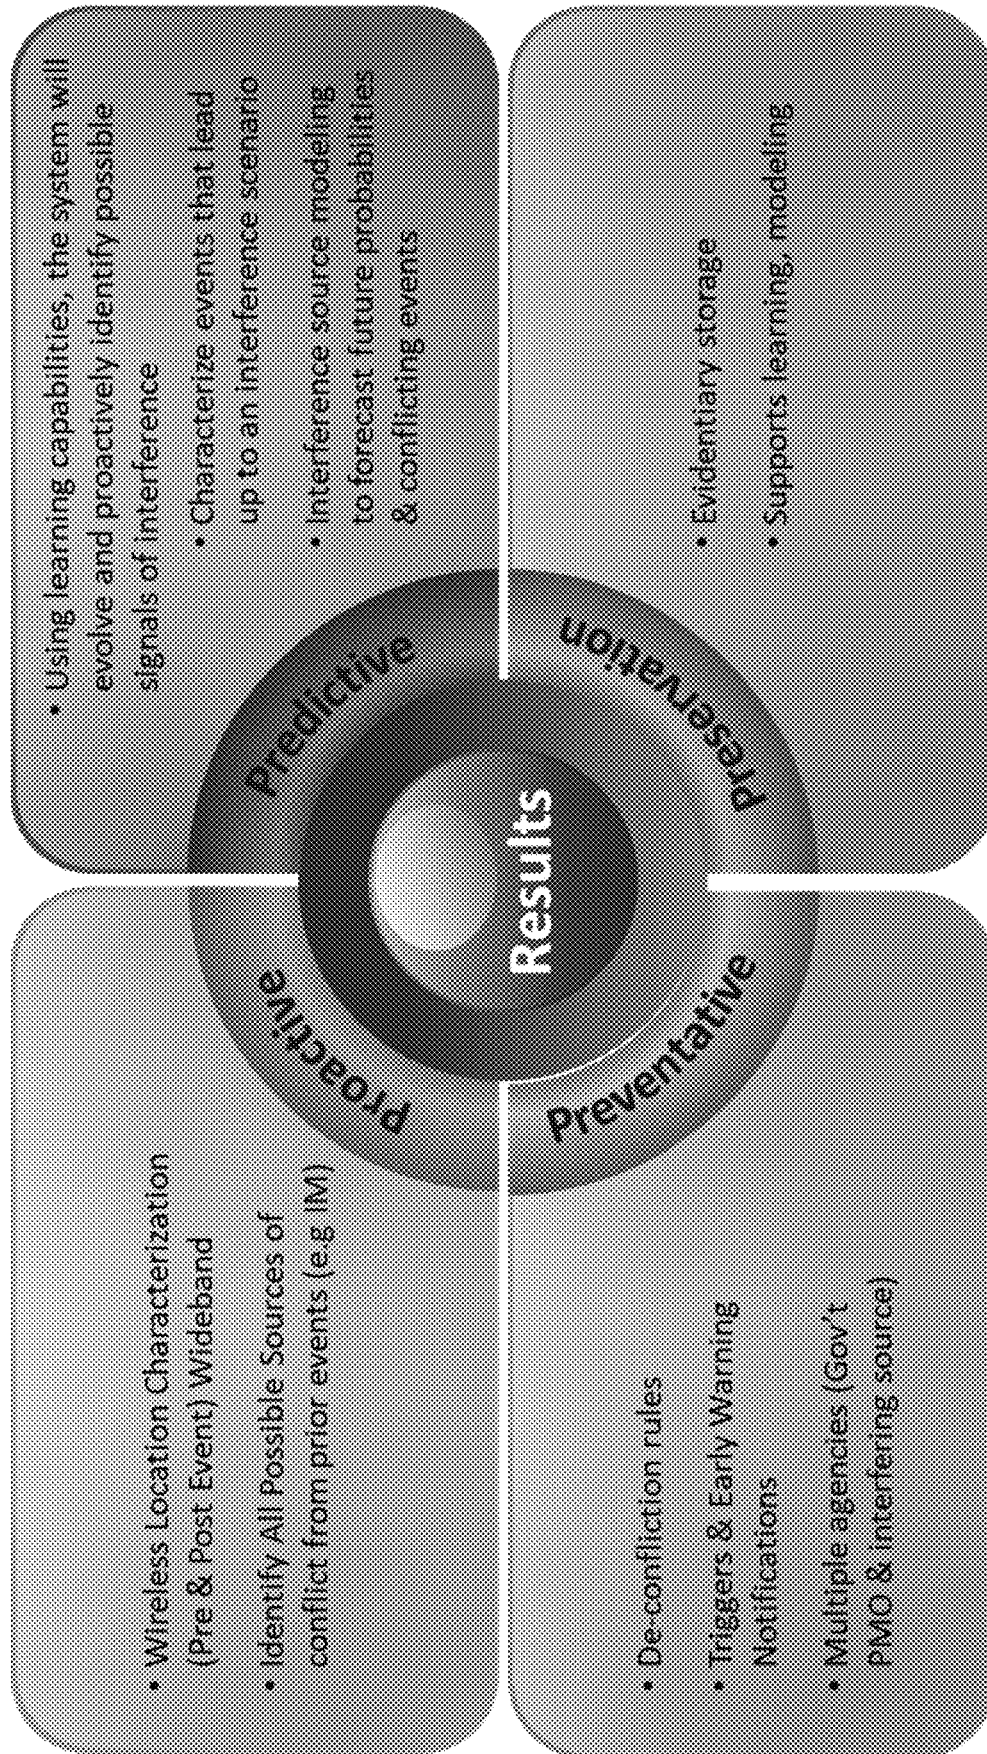 • Wireless Location Characterization
(Pre & Post Event) Wideband
• Identify All Possible Sources of
conflict from prior events (e.g IM)
Proactive
• Using learning capabilities, the system will
evolve and proactively identify possible
signals of interference
• Characterize events that lead
up to an interference scenario
• Interference source modeling
to forecast future probabilities
& conflicting events
Predictive
Results
Preventative
• De-confliction rules
• Triggers & Early Warning
Notifications
• Multiple agencies (Gov't
PMO & interfering source)
Preservation
• Evidentiary storage
• Supports learning, modeling